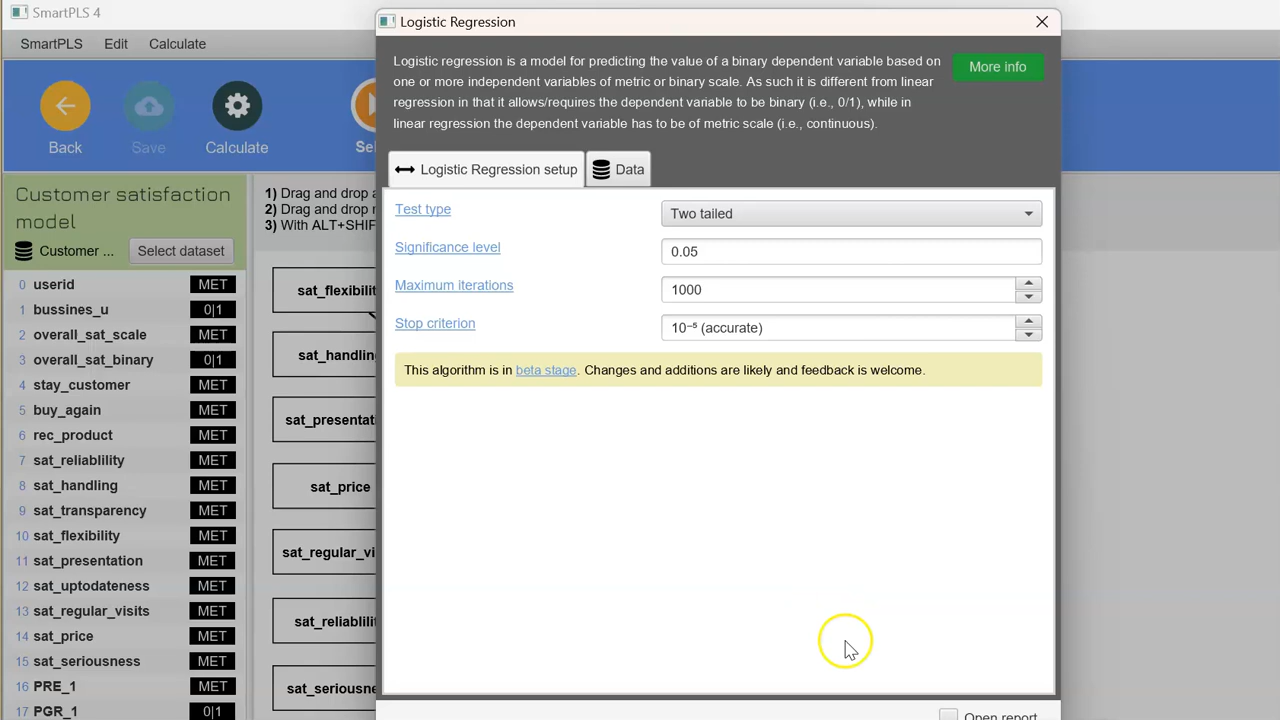 SmartPLS 4
Logistic Regression
SmartPLS Edit Calculate
Logistic regression is a model for predicting the value of a binary dependent variable based on
one or more independent variables of metric or binary scale. As such it is different from linear
regression in that it allows/requires the dependent variable to be binary (i.e., 0/1), while in
linear regression the dependent variable has to be of metric scale (i.e., continuous).
More info
Back Save Calculate
Logistic Regression setup Data
Customer satisfaction
model
Customer ... Select dataset
1) Drag and drop
2) Drag and drop
3) With ALT+SHIF
0 userid MET
1 bussines_u 0|1
2 overall_sat_scale MET
3 overall_sat_binary 0|1
4 stay_customer MET
5 buy_again MET
6 rec_product MET
7 sat_reliablility MET
8 sat_handling MET
9 sat_transparency MET
10 sat_flexibility MET
11 sat_presentation MET
12 sat_uptodateness MET
13 sat_regular_visits MET
14 sat_price MET
15 sat_seriousness MET
16 PRE_1 MET
17 PGR_1 0|1
sat_flexibilit
sat_handling
sat_presentati
sat_price
sat_regular_vi
sat_reliablilit
sat_seriousne
Test type Two tailed
Significance level 0.05
Maximum iterations 1000
Stop criterion 10⁻⁵ (accurate)
This algorithm is in beta stage. Changes and additions are likely and feedback is welcome.
Open report